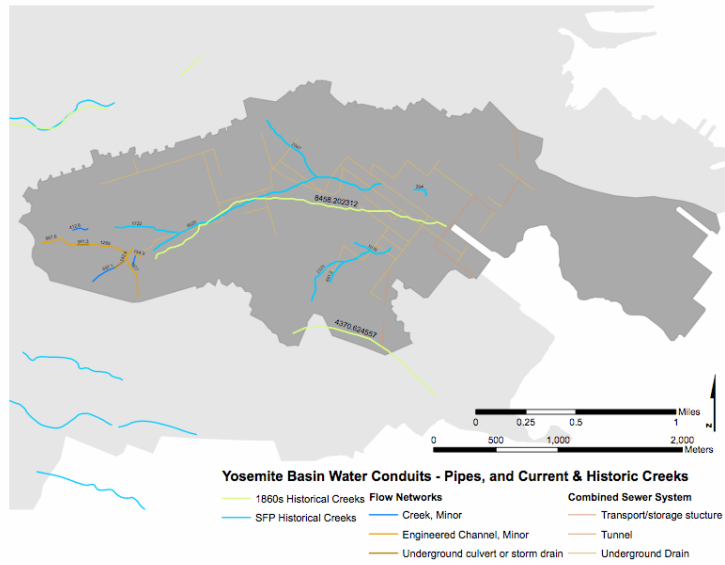 8458.202312
4370.624557
Miles
0 0.25 0.5 1
N
0 500 1,000 2,000
Meters
Yosemite Basin Water Conduits - Pipes, and Current & Historic Creeks
1860s Historical Creeks
SFP Historical Creeks
Flow Networks
Creek, Minor
Engineered Channel, Minor
Underground culvert or storm drain
Combined Sewer System
Transport/storage stucture
Tunnel
Underground Drain